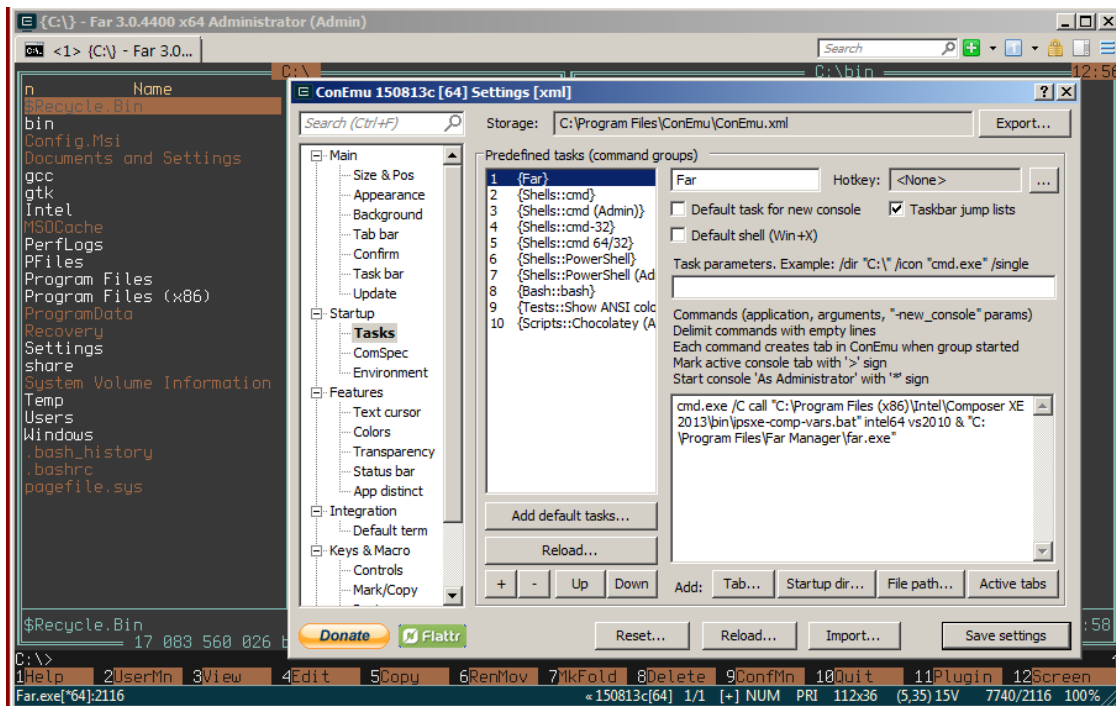 {C:\} - Far 3.0.4400 x64 Administrator (Admin)
<1> {C:\} - Far 3.0...
Search
C:\
C:\bin
12:56
n Name
$Recycle.Bin
bin
Config.Msi
Documents and Settings
gcc
gtk
Intel
MSOCache
PerfLogs
PFiles
Program Files
Program Files (x86)
ProgramData
Recovery
Settings
share
System Volume Information
Temp
Users
Windows
.bash_history
.bashrc
pagefile.sys
$Recycle.Bin
17 083 560 026 b
:58
ConEmu 150813c [64] Settings [xml]
Search (Ctrl+F)
Storage: C:\Program Files\ConEmu\ConEmu.xml Export...
Main
Size & Pos
Appearance
Background
Tab bar
Confirm
Task bar
Update
Startup
Tasks
ComSpec
Environment
Features
Text cursor
Colors
Transparency
Status bar
App distinct
Integration
Default term
Keys & Macro
Controls
Mark/Copy
Predefined tasks (command groups)
1 {Far}
2 {Shells::cmd}
3 {Shells::cmd (Admin)}
4 {Shells::cmd-32}
5 {Shells::cmd 64/32}
6 {Shells::PowerShell}
7 {Shells::PowerShell (Ad
8 {Bash::bash}
9 {Tests::Show ANSI colo
10 {Scripts::Chocolatey (A
Add default tasks...
Reload...
+ - Up Down
Far Hotkey: <None> ...
Default task for new console Taskbar jump lists
Default shell (Win+X)
Task parameters. Example: /dir "C:\" /icon "cmd.exe" /single
Commands (application, arguments, "-new_console" params)
Delimit commands with empty lines
Each command creates tab in ConEmu when group started
Mark active console tab with '>' sign
Start console 'As Administrator' with '*' sign
cmd.exe /C call "C:\Program Files (x86)\Intel\Composer XE
2013\bin\ipsxe-comp-vars.bat" intel64 vs2010 & "C:
\Program Files\Far Manager\far.exe"
Add: Tab... Startup dir... File path... Active tabs
Donate Flattr Reset... Reload... Import... Save settings
C:\>
1Help 2UserMn 3View 4Edit 5Copy 6RenMov 7MkFold 8Delete 9ConfMn 10Quit 11Plugin 12Screen
Far.exe[*64]:2116 «150813c[64] 1/1 [+] NUM PRI 112x36 (5,35) 15V 7740/2116 100%